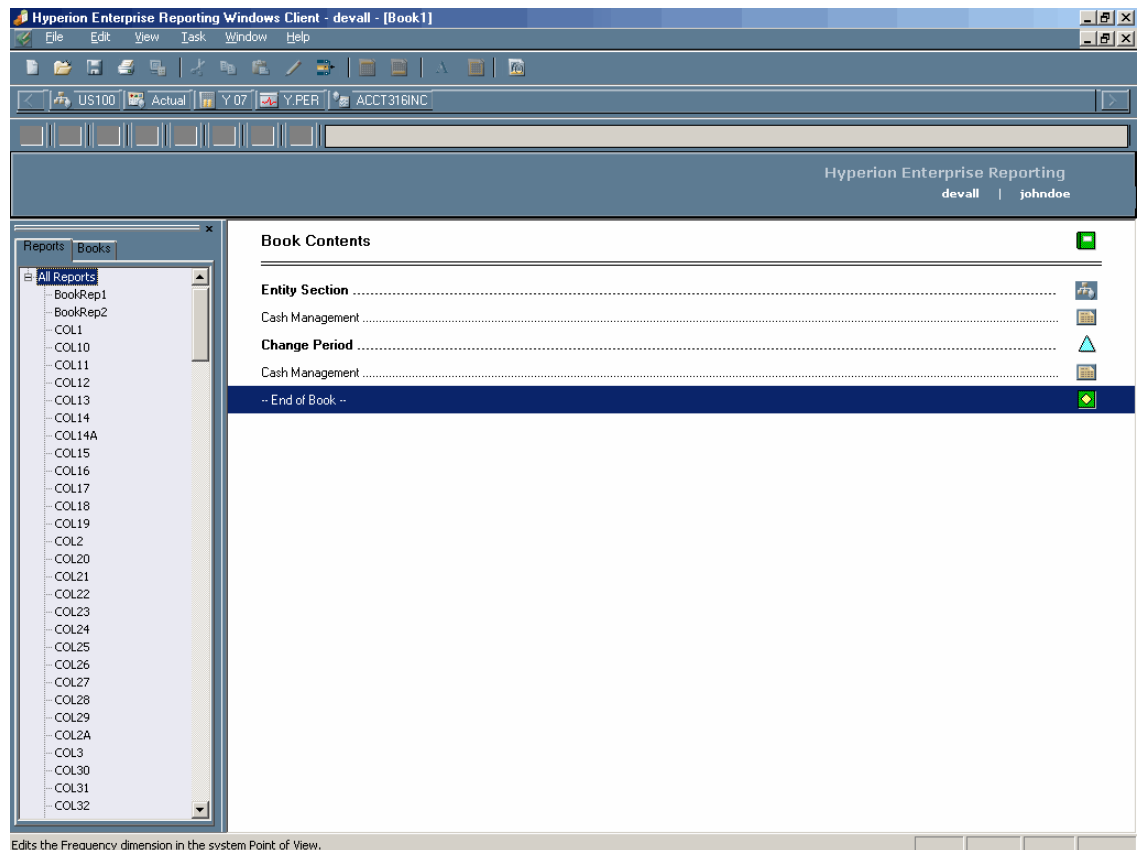 Hyperion Enterprise Reporting Windows Client - devall - [Book1]
File Edit View Task Window Help
US100 Actual Y 07 Y.PER ACCT316INC
Hyperion Enterprise Reporting
devall | johndoe
Reports Books
All Reports
BookRep1
BookRep2
COL1
COL10
COL11
COL12
COL13
COL14
COL14A
COL15
COL16
COL17
COL18
COL19
COL2
COL20
COL21
COL22
COL23
COL24
COL25
COL26
COL27
COL28
COL29
COL2A
COL3
COL30
COL31
COL32
Book Contents
Entity Section
Cash Management
Change Period
Cash Management
-- End of Book --
Edits the Frequency dimension in the system Point of View.